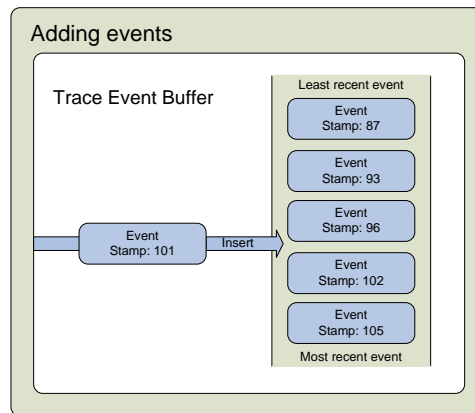 Adding events
Trace Event Buffer
Least recent event
Event
Stamp: 87
Event
Stamp: 93
Event
Stamp: 96
Event
Stamp: 101
Insert
Event
Stamp: 102
Event
Stamp: 105
Most recent event